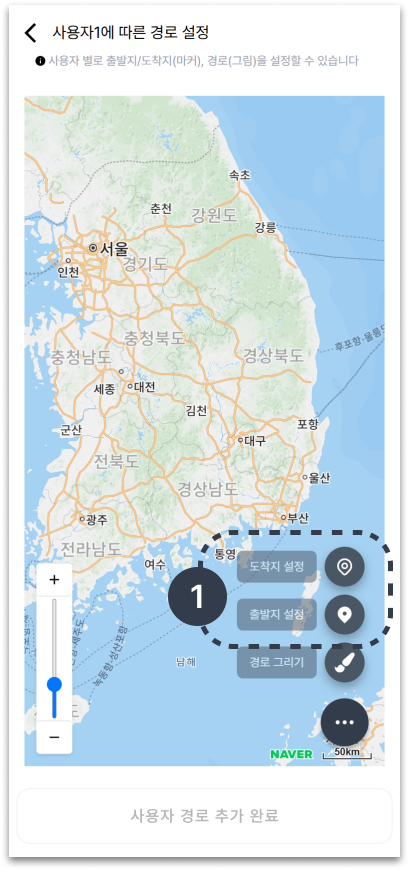 사용자1에 따른 경로 설정
사용자 별로 출발지/도착지(마커), 경로(그림)을 설정할 수 있습니다
속초
춘천
강원도
강릉
서울
인천
경기도
후포항-울릉도
충청북도
충청남도
경상북도
세종
대전
김천
군산
포항
대구
전북도
경상남도
울산
광주
부산
전라남도
통영
여수
도착지 설정
+
1
출발지 설정
녹동항-성산포항
남해
경로 그리기
−
NAVER
50km
사용자 경로 추가 완료